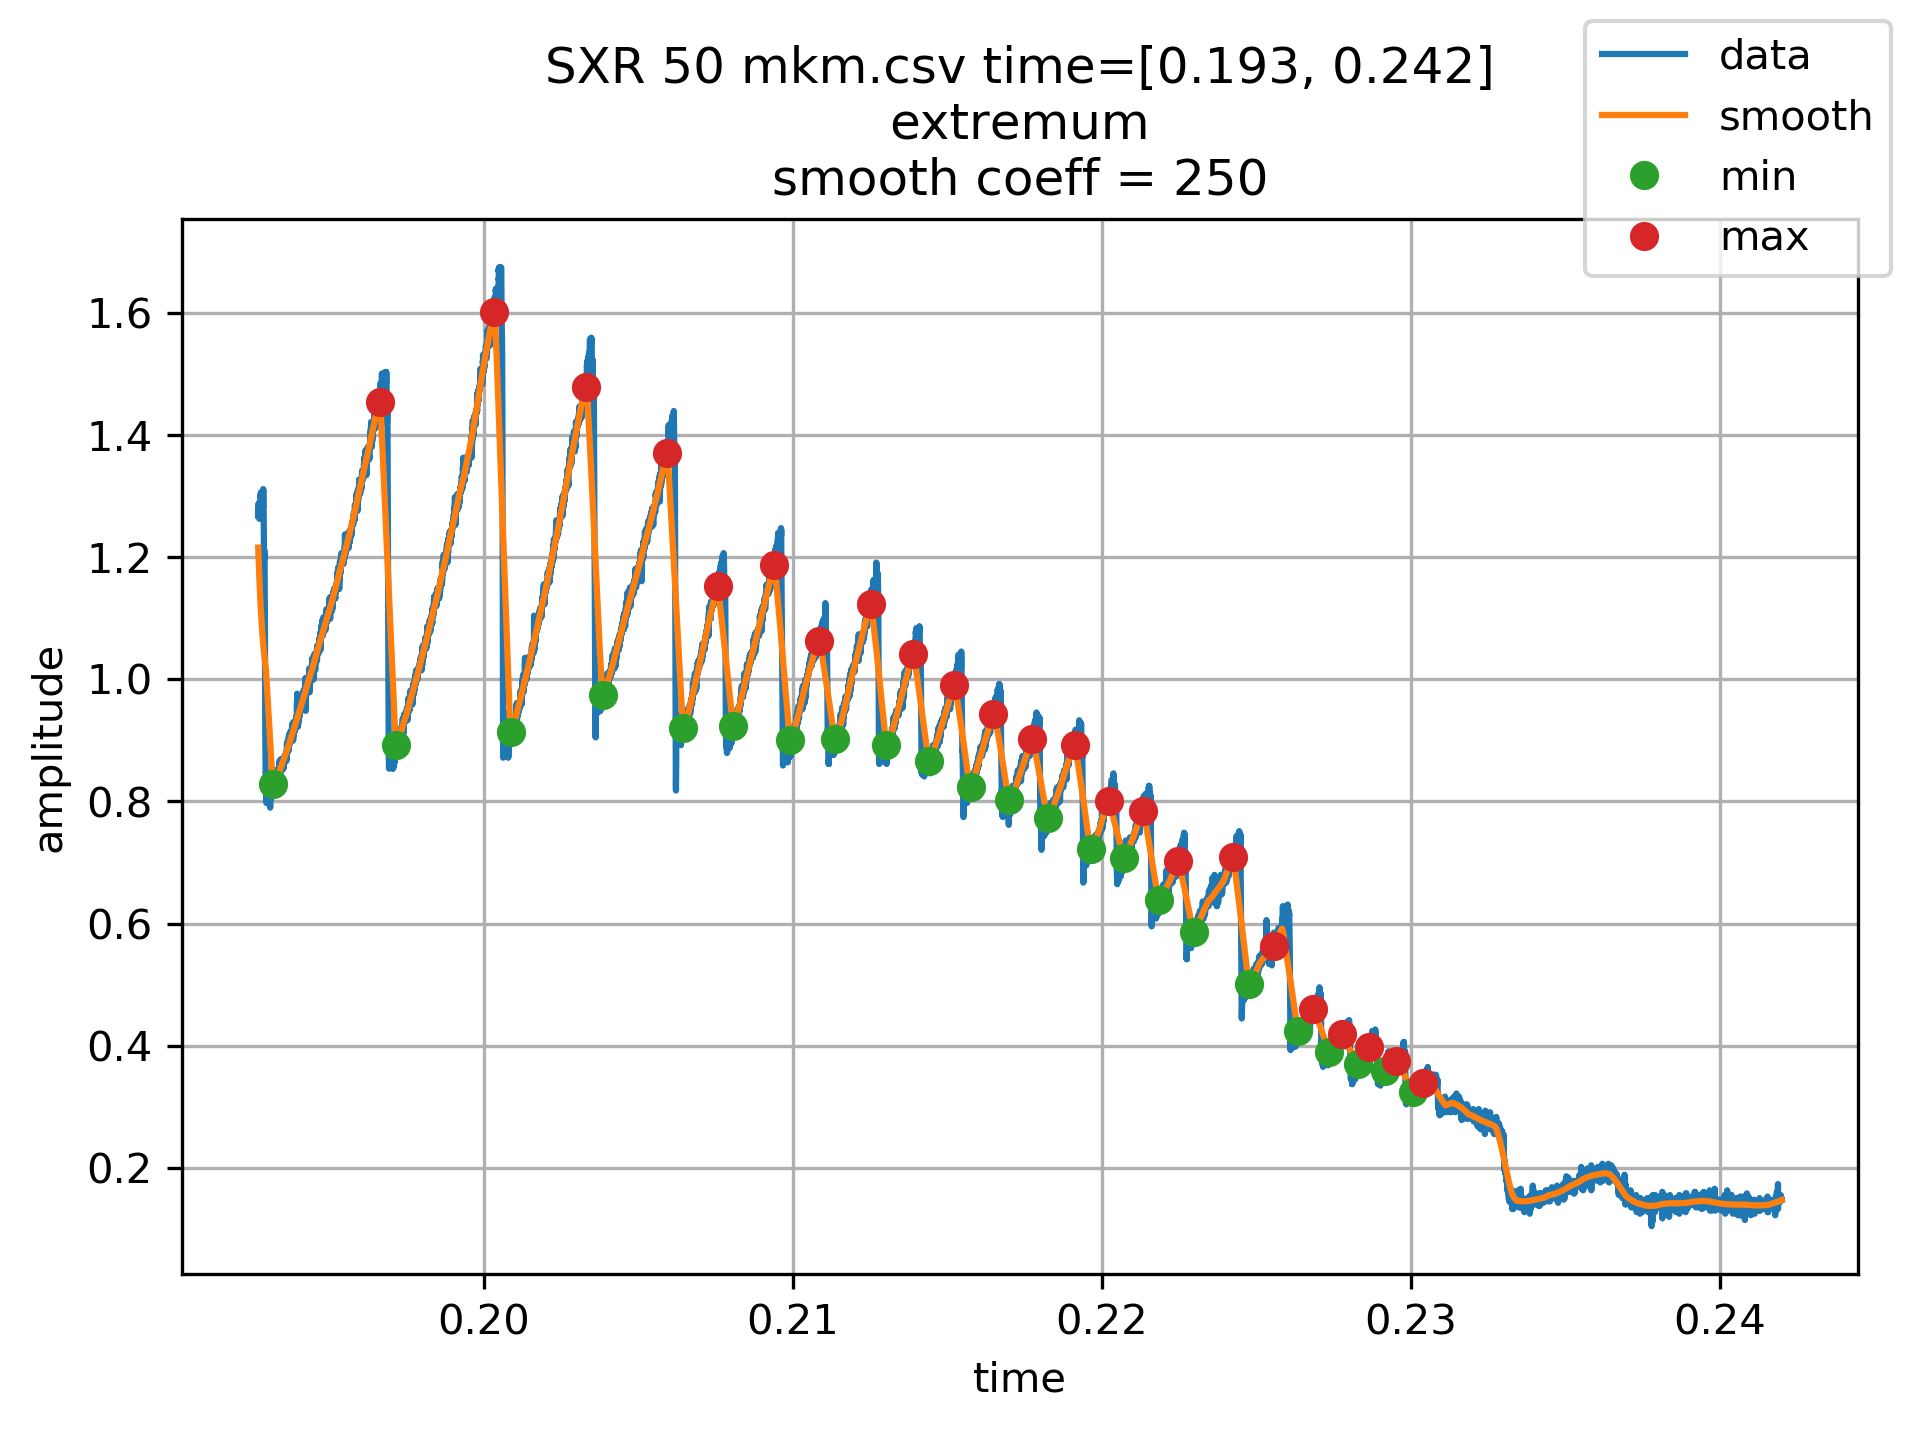 SXR 50 mkm.csv time=[0.193, 0.242]
extremum
smooth coeff = 250
data
smooth
min
max
amplitude
1.6
1.4
1.2
1.0
0.8
0.6
0.4
0.2
0.20 0.21 0.22 0.23 0.24
time